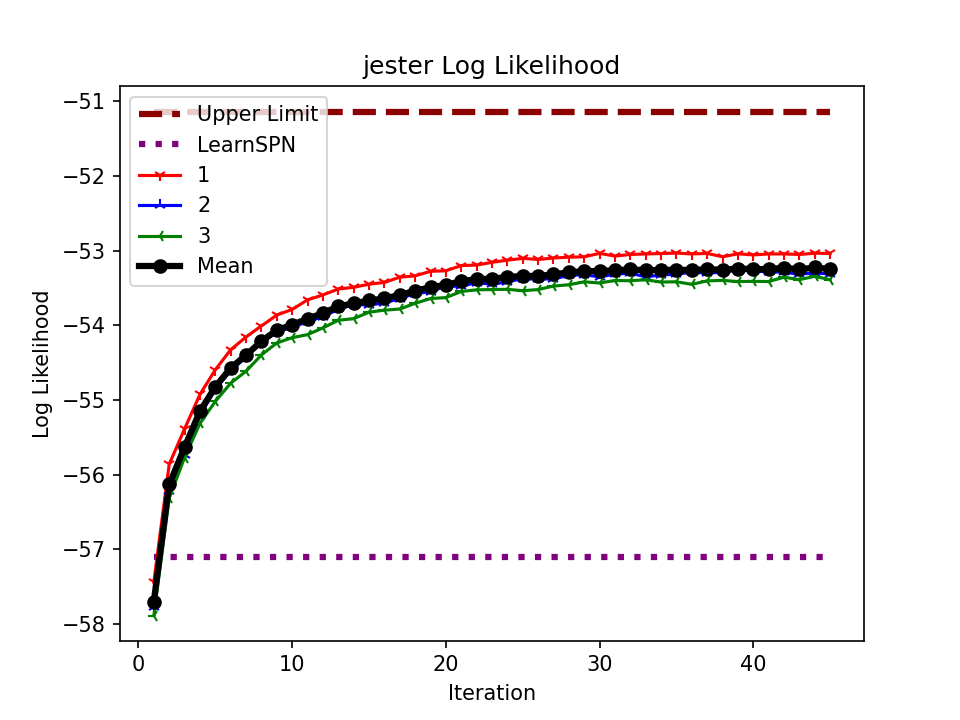 jester Log Likelihood
Upper Limit
LearnSPN
1
2
3
Mean
−51
−52
−53
−54
−55
−56
−57
−58
Log Likelihood
0 10 20 30 40
Iteration